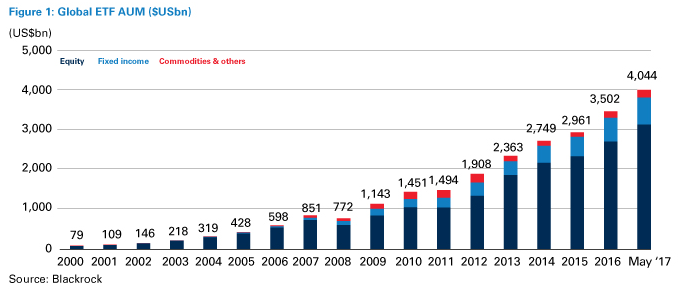 Figure 1: Global ETF AUM ($USbn)
(US$bn)
5,000
Equity Fixed income Commodities & others
4,000
3,000
2,000
1,000
0
79 109 146 218 319 428 598 851 772 1,143 1,451 1,494 1,908 2,363 2,749 2,961 3,502 4,044
2000 2001 2002 2003 2004 2005 2006 2007 2008 2009 2010 2011 2012 2013 2014 2015 2016 May '17
Source: Blackrock